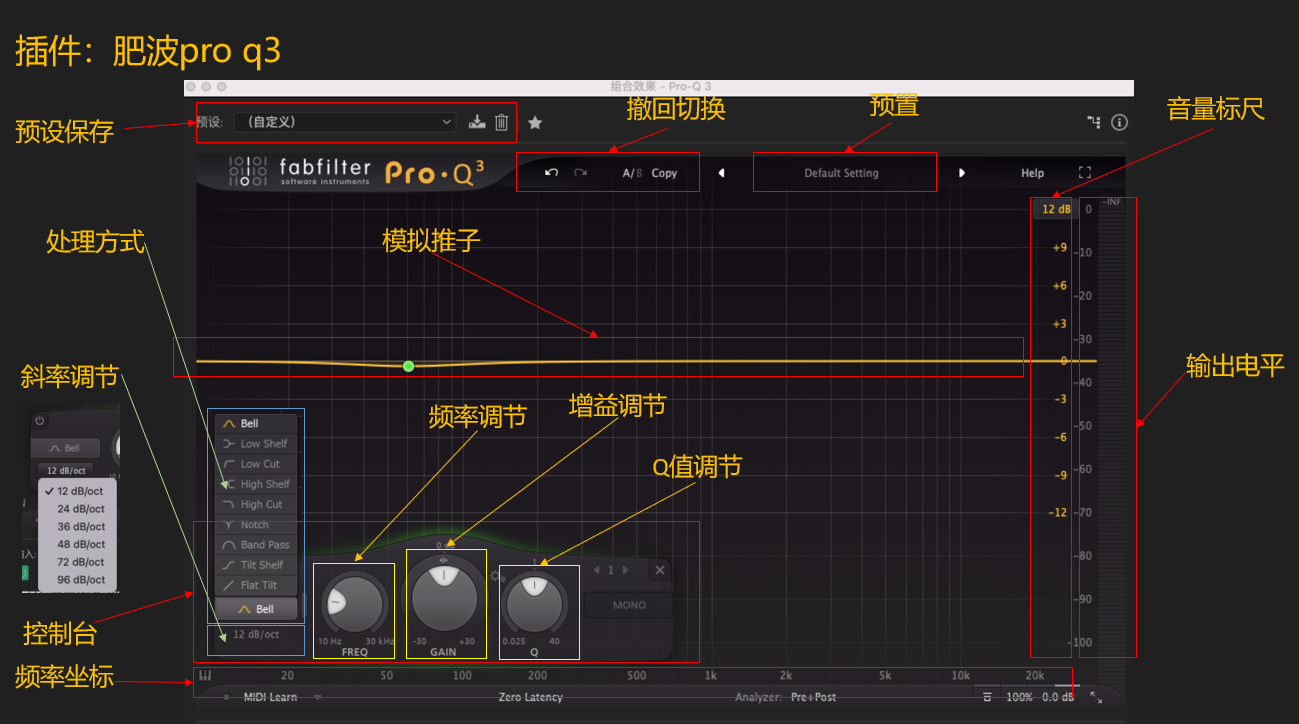 插件：肥波pro q3
组合效果 - Pro-Q 3
撤回切换
预置
音量标尺
预设保存
预设:
(自定义)
fabfilter
software instruments
Pro·Q3
A/B Copy
Default Setting
Help
12 dB
0
-INF
处理方式
模拟推子
+9
-10
+6
-20
+3
-30
0
-40
输出电平
斜率调节
-3
-50
-6
-60
-9
-12
-70
-80
-90
-100
频率调节
增益调节
Q值调节
Bell
Low Shelf
Low Cut
High Shelf
High Cut
Notch
Band Pass
Tilt Shelf
Flat Tilt
Bell
12 dB/oct
Bell
12 dB/oct
12 dB/oct
24 dB/oct
36 dB/oct
48 dB/oct
72 dB/oct
96 dB/oct
10 Hz
30 kHz
FREQ
-30
+30
GAIN
0.025
40
Q
1
MONO
控制台
频率坐标
20
50
100
200
500
1k
2k
5k
10k
20k
MIDI Learn
Zero Latency
Analyzer: Pre+Post
100%
0.0 dB